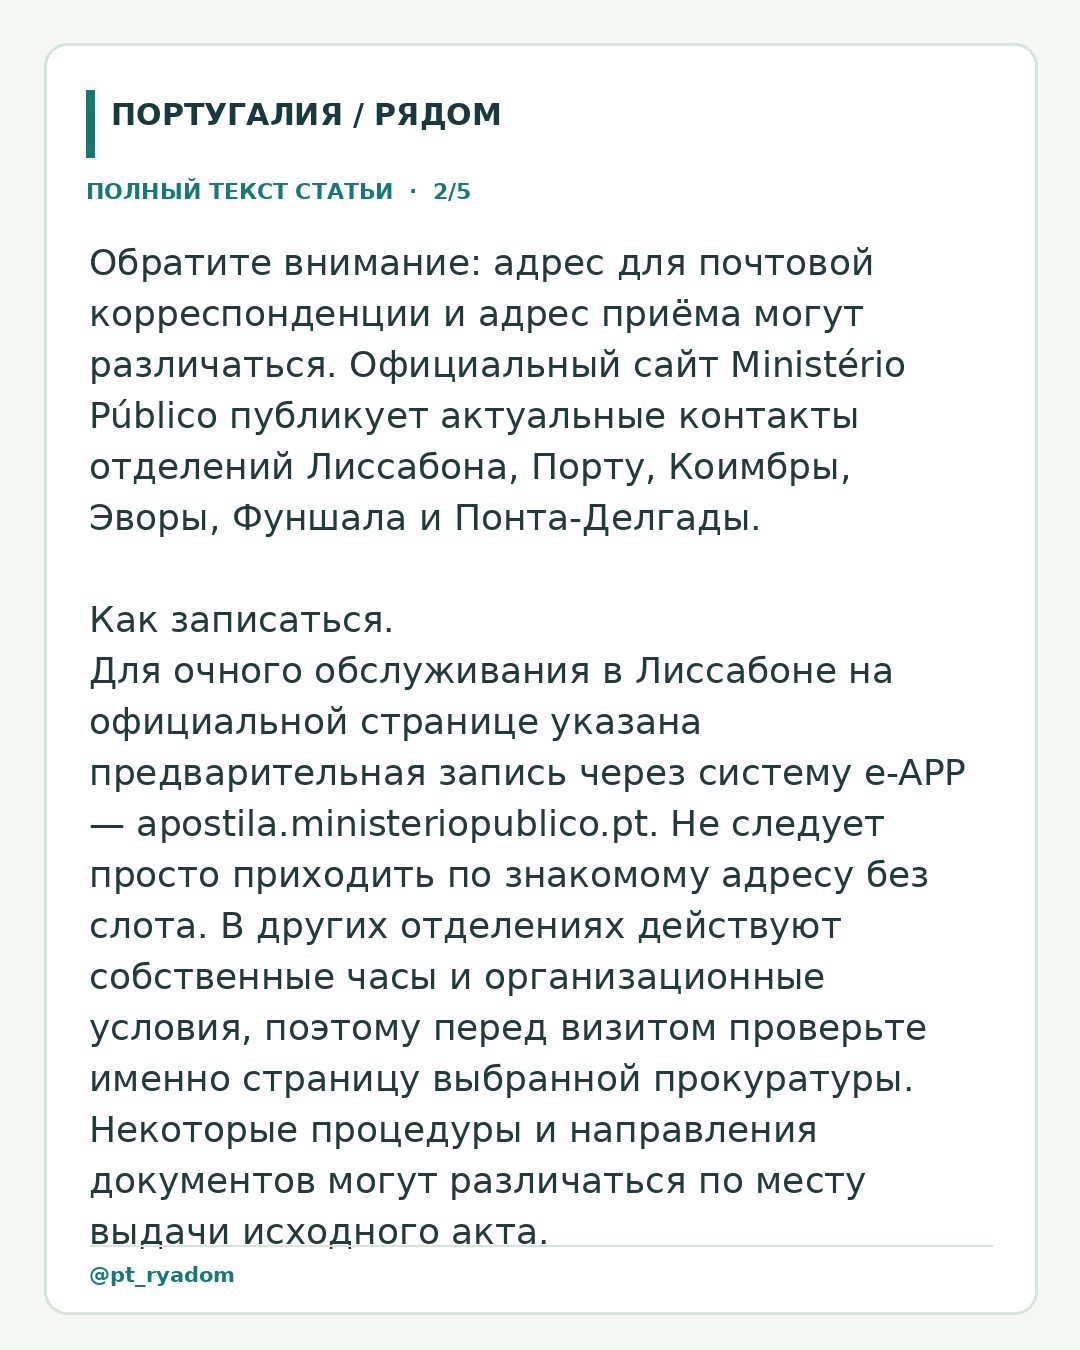 ПОРТУГАЛИЯ / РЯДОМ
ПОЛНЫЙ ТЕКСТ СТАТЬИ · 2/5
Обратите внимание: адрес для почтовой
корреспонденции и адрес приёма могут
различаться. Официальный сайт Ministério
Público публикует актуальные контакты
отделений Лиссабона, Порту, Коимбры,
Эворы, Фуншала и Понта-Делгады.
Как записаться.
Для очного обслуживания в Лиссабоне на
официальной странице указана
предварительная запись через систему e-APP
— apostila.ministeriopublico.pt. Не следует
просто приходить по знакомому адресу без
слота. В других отделениях действуют
собственные часы и организационные
условия, поэтому перед визитом проверьте
именно страницу выбранной прокуратуры.
Некоторые процедуры и направления
документов могут различаться по месту
выдачи исходного акта.
@pt_ryadom